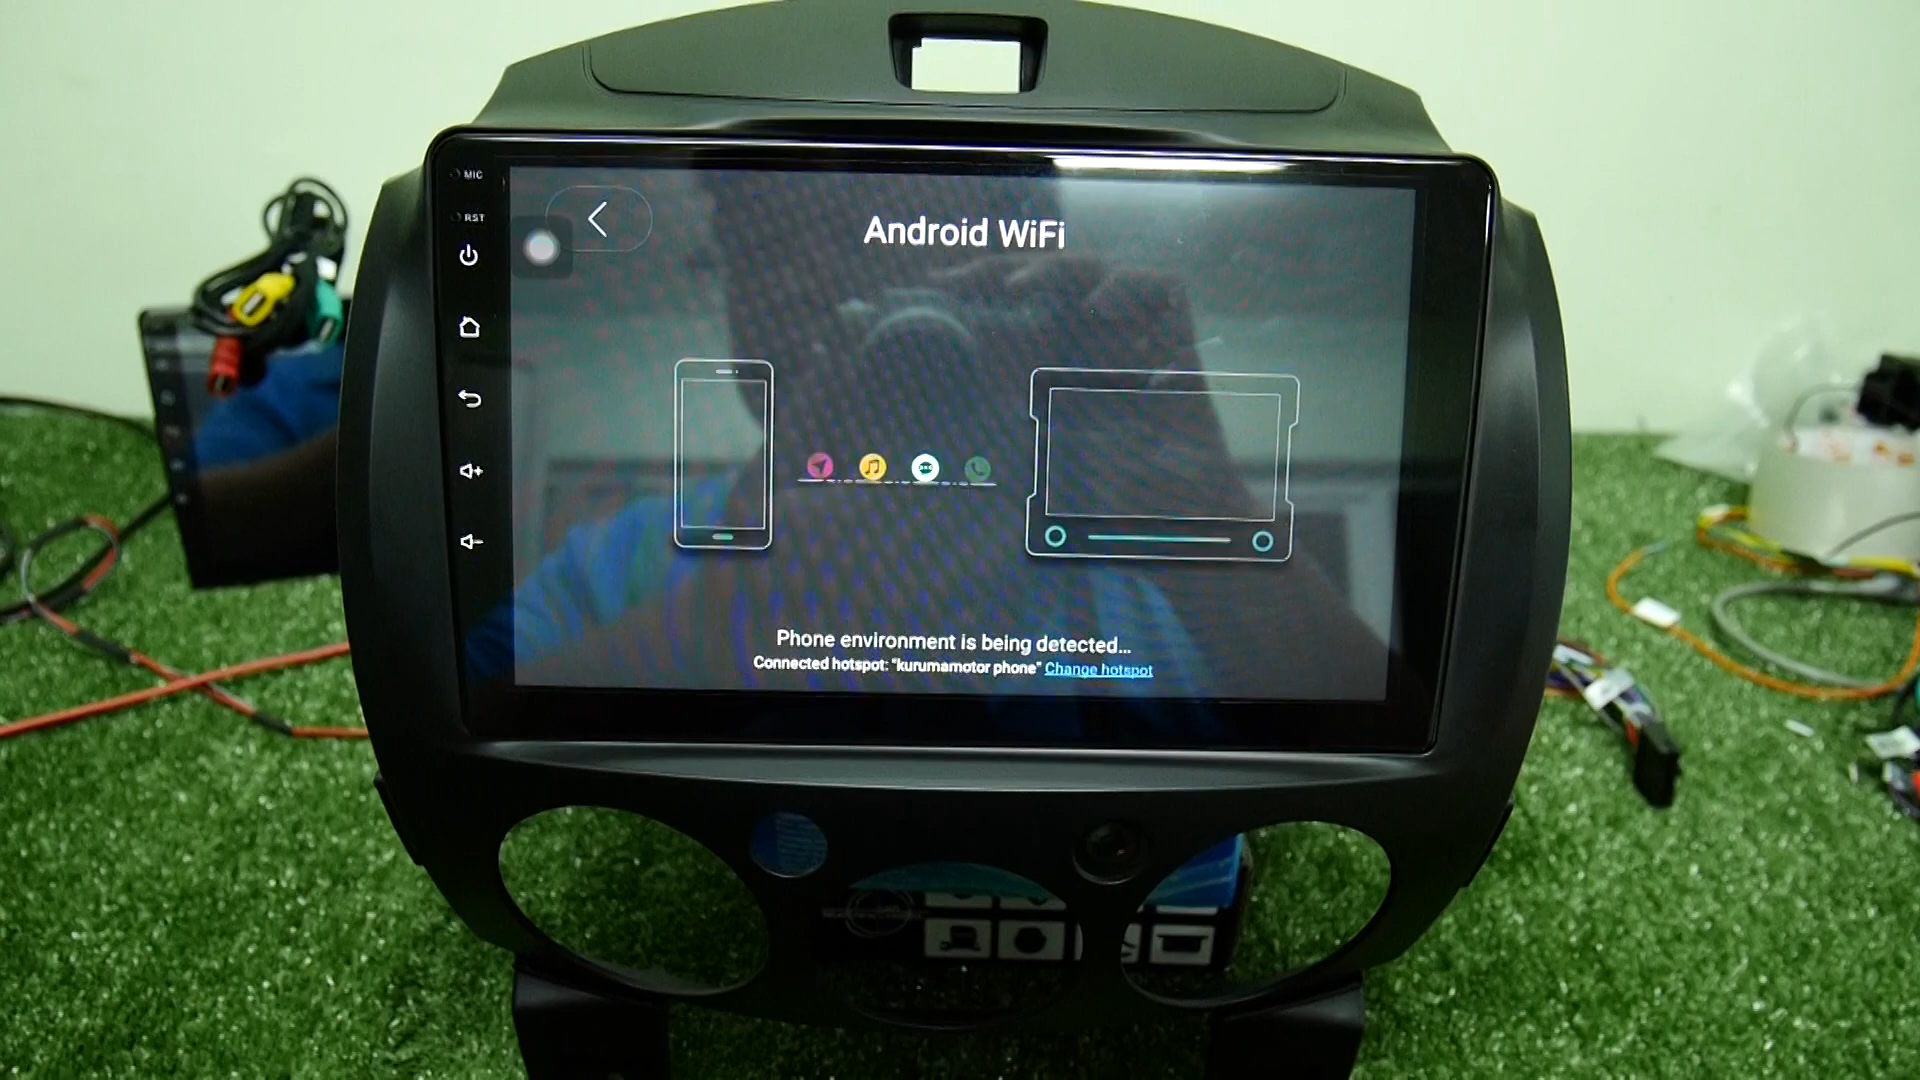 MIC
RST
Android WiFi
Phone environment is being detected...
Connected hotspot: "kurumamotor phone" Change hotspot